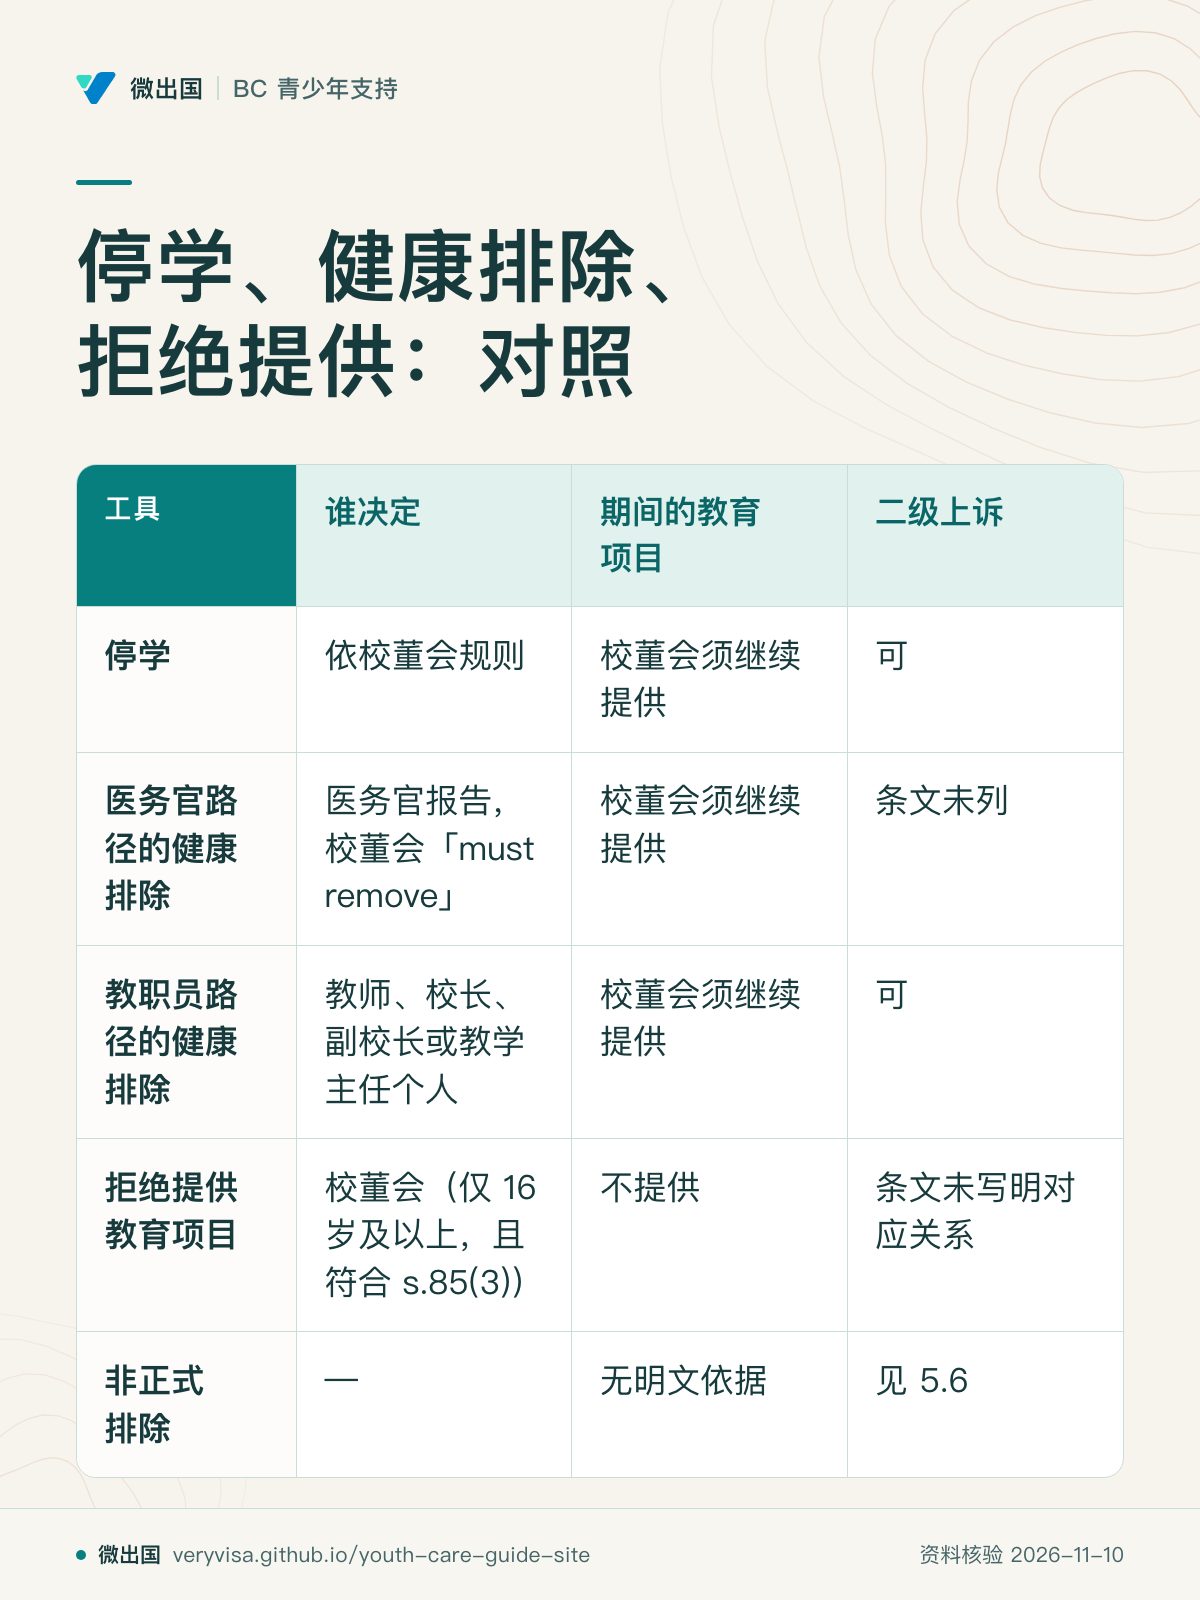 微出国 BC 青少年支持
停学、健康排除、
拒绝提供：对照
工具
谁决定
期间的教育
项目
二级上诉
停学
依校董会规则
校董会须继续
提供
可
医务官路
径的健康
排除
医务官报告，
校董会「must
remove」
校董会须继续
提供
条文未列
教职员路
径的健康
排除
教师、校长、
副校长或教学
主任个人
校董会须继续
提供
可
拒绝提供
教育项目
校董会（仅 16
岁及以上，且
符合 s.85(3)）
不提供
条文未写明对
应关系
非正式
排除
—
无明文依据
见 5.6
微出国 veryvisa.github.io/youth-care-guide-site
资料核验 2026-11-10